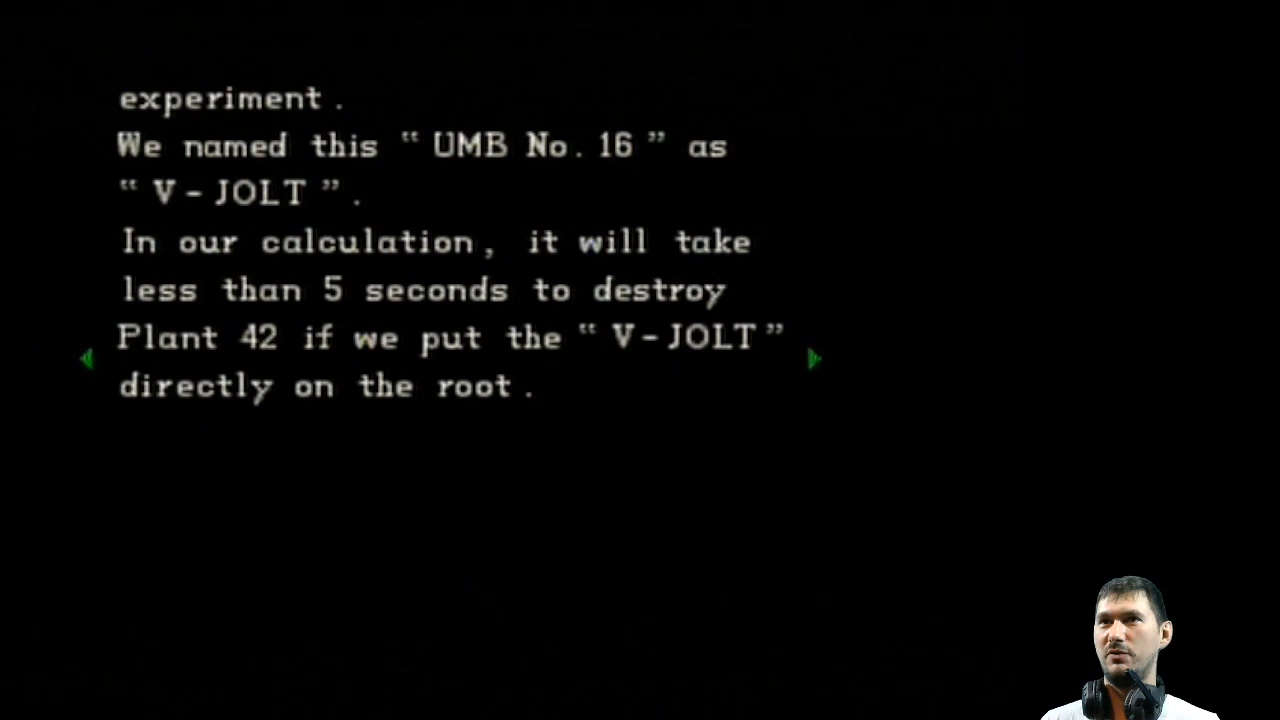 experiment.
We named this “UMB No.16” as
“V-JOLT”.
In our calculation, it will take
less than 5 seconds to destroy
Plant 42 if we put the “V-JOLT”
directly on the root.